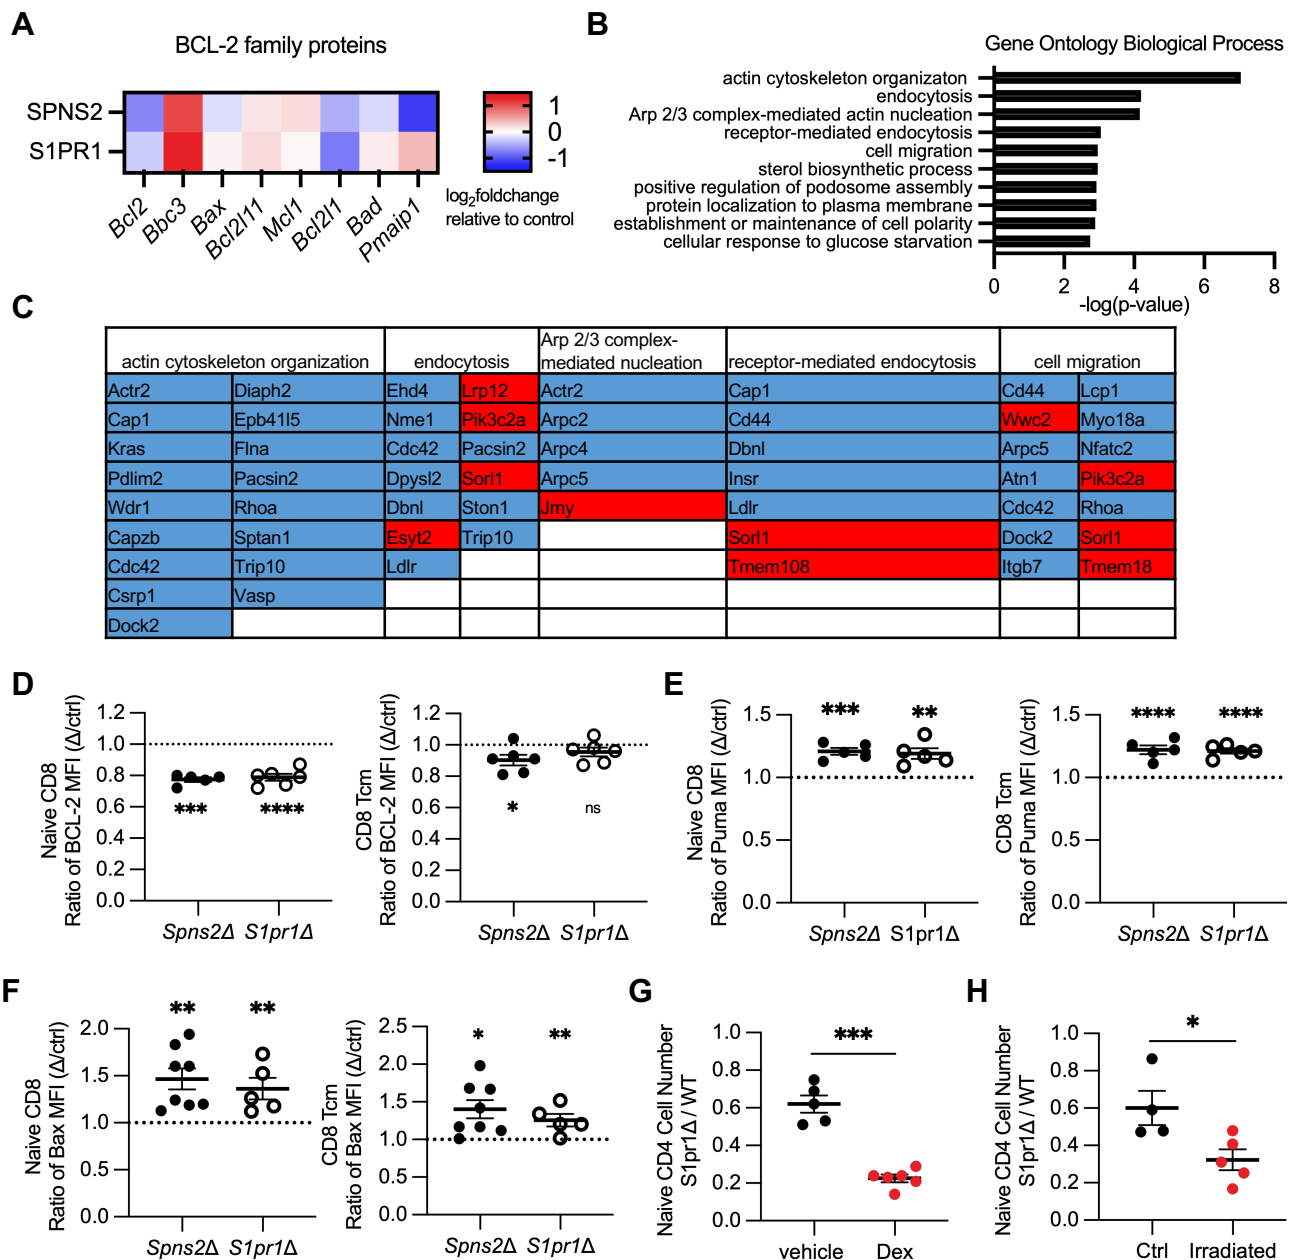 A
BCL-2 family proteins
SPNS2
S1PR1
Bcl2
Bbc3
Bax
Bcl2l11
Mcl1
Bcl2l1
Bad
Pmaip1
1
0
-1
log2foldchange
relative to control
B
Gene Ontology Biological Process
actin cytoskeleton organizaton
endocytosis
Arp 2/3 complex-mediated actin nucleation
receptor-mediated endocytosis
cell migration
sterol biosynthetic process
positive regulation of podosome assembly
protein localization to plasma membrane
establishment or maintenance of cell polarity
cellular response to glucose starvation
0 2 4 6 8
-log(p-value)
C
actin cytoskeleton organization endocytosis Arp 2/3 complex-mediated nucleation receptor-mediated endocytosis cell migration
Actr2 Diaph2 Ehd4 Lrp12 Actr2 Cap1 Cd44 Lcp1
Cap1 Epb41l5 Nme1 Pik3c2a Arpc2 Cd44 Wwc2 Myo18a
Kras Flna Cdc42 Pacsin2 Arpc4 Dbnl Arpc5 Nfatc2
Pdlim2 Pacsin2 Dpysl2 Sorl1 Arpc5 Insr Atn1 Pik3c2a
Wdr1 Rhoa Dbnl Ston1 Jmy Ldlr Cdc42 Rhoa
Capzb Sptan1 Esyt2 Trip10 Sorl1 Dock2 Sorl1
Cdc42 Trip10 Ldlr Tmem108 Itgb7 Tmem18
Csrp1 Vasp
Dock2
D
Naive CD8
Ratio of BCL-2 MFI (Δ/ctrl)
1.2
1.0
0.8
0.6
0.4
0.2
0.0
*** ****
Spns2Δ S1pr1Δ
CD8 Tcm
Ratio of BCL-2 MFI (Δ/ctrl)
1.2
1.0
0.8
0.6
0.4
0.2
0.0
* ns
Spns2Δ S1pr1Δ
E
Naive CD8
Ratio of Puma MFI (Δ/ctrl)
1.5
1.0
0.5
0.0
*** **
Spns2Δ S1pr1Δ
CD8 Tcm
Ratio of Puma MFI (Δ/ctrl)
1.5
1.0
0.5
0.0
**** ****
Spns2Δ S1pr1Δ
F
Naive CD8
Ratio of Bax MFI (Δ/ctrl)
2.0
1.5
1.0
0.5
0.0
** **
Spns2Δ S1pr1Δ
CD8 Tcm
Ratio of Bax MFI (Δ/ctrl)
2.5
2.0
1.5
1.0
0.5
0.0
* **
Spns2Δ S1pr1Δ
G
Naive CD4 Cell Number
S1pr1Δ / WT
1.0
0.8
0.6
0.4
0.2
0.0
***
vehicle Dex
H
Naive CD4 Cell Number
S1pr1Δ / WT
1.0
0.8
0.6
0.4
0.2
0.0
*
Ctrl Irradiated